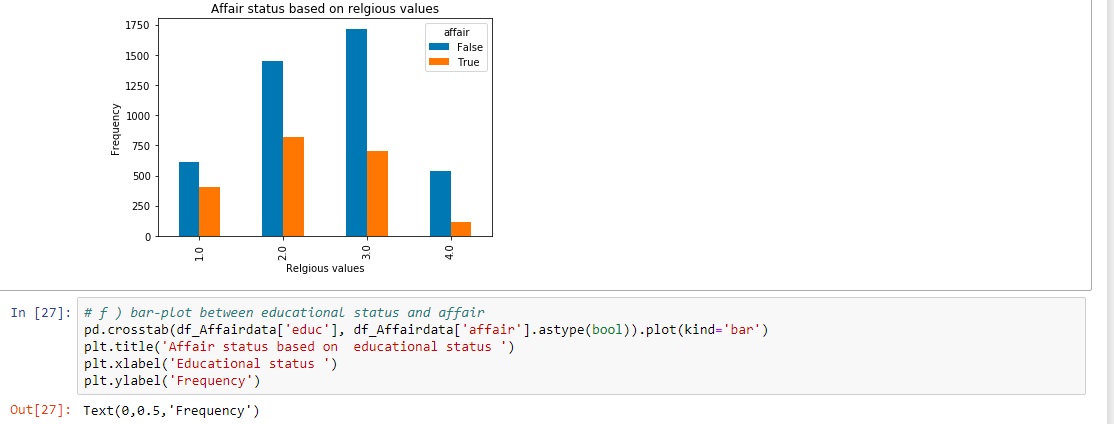 Affair status based on relgious values
1750
1500
1250
1000
750
500
250
0
Frequency
affair
False
True
1.0
2.0
3.0
4.0
Relgious values
In [27]:
# f ) bar-plot between educational status and affair
pd.crosstab(df_Affairdata['educ'], df_Affairdata['affair'].astype(bool)).plot(kind='bar')
plt.title('Affair status based on  educational status ')
plt.xlabel('Educational status ')
plt.ylabel('Frequency')
Out[27]: Text(0,0.5,'Frequency')